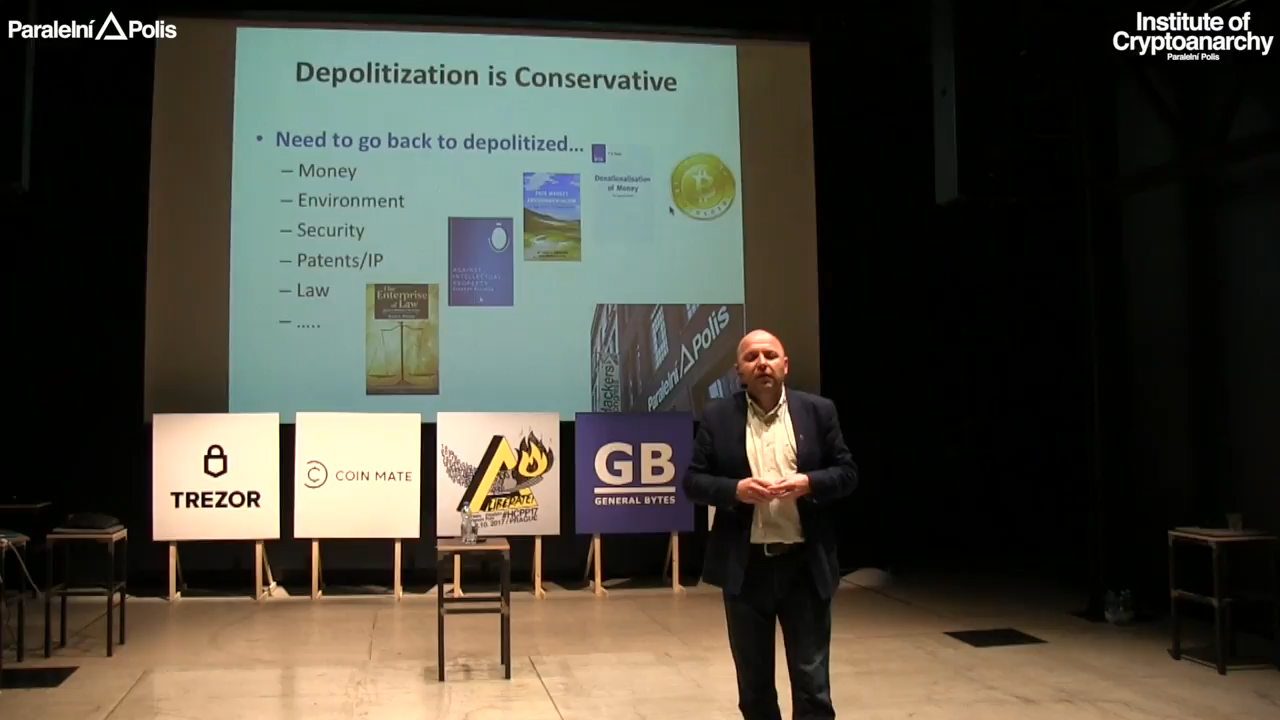 Paralelní Polis
Institute of
Cryptoanarchy
Paralelní Polis
Depolitization is Conservative
• Need to go back to depolitized...
– Money
– Environment
– Security
– Patents/IP
– Law
– .....
Denationalisation
of Money
FREE MARKET
ENVIRONMENTALISM
AGAINST
INTELLECTUAL
PROPERTY
The
Enterprise
of Law
Paralelní Polis
Hackers
TREZOR
COIN MATE
LIBERATE!
#HCPP17
2017 / PRAGUE
GB
GENERAL BYTES